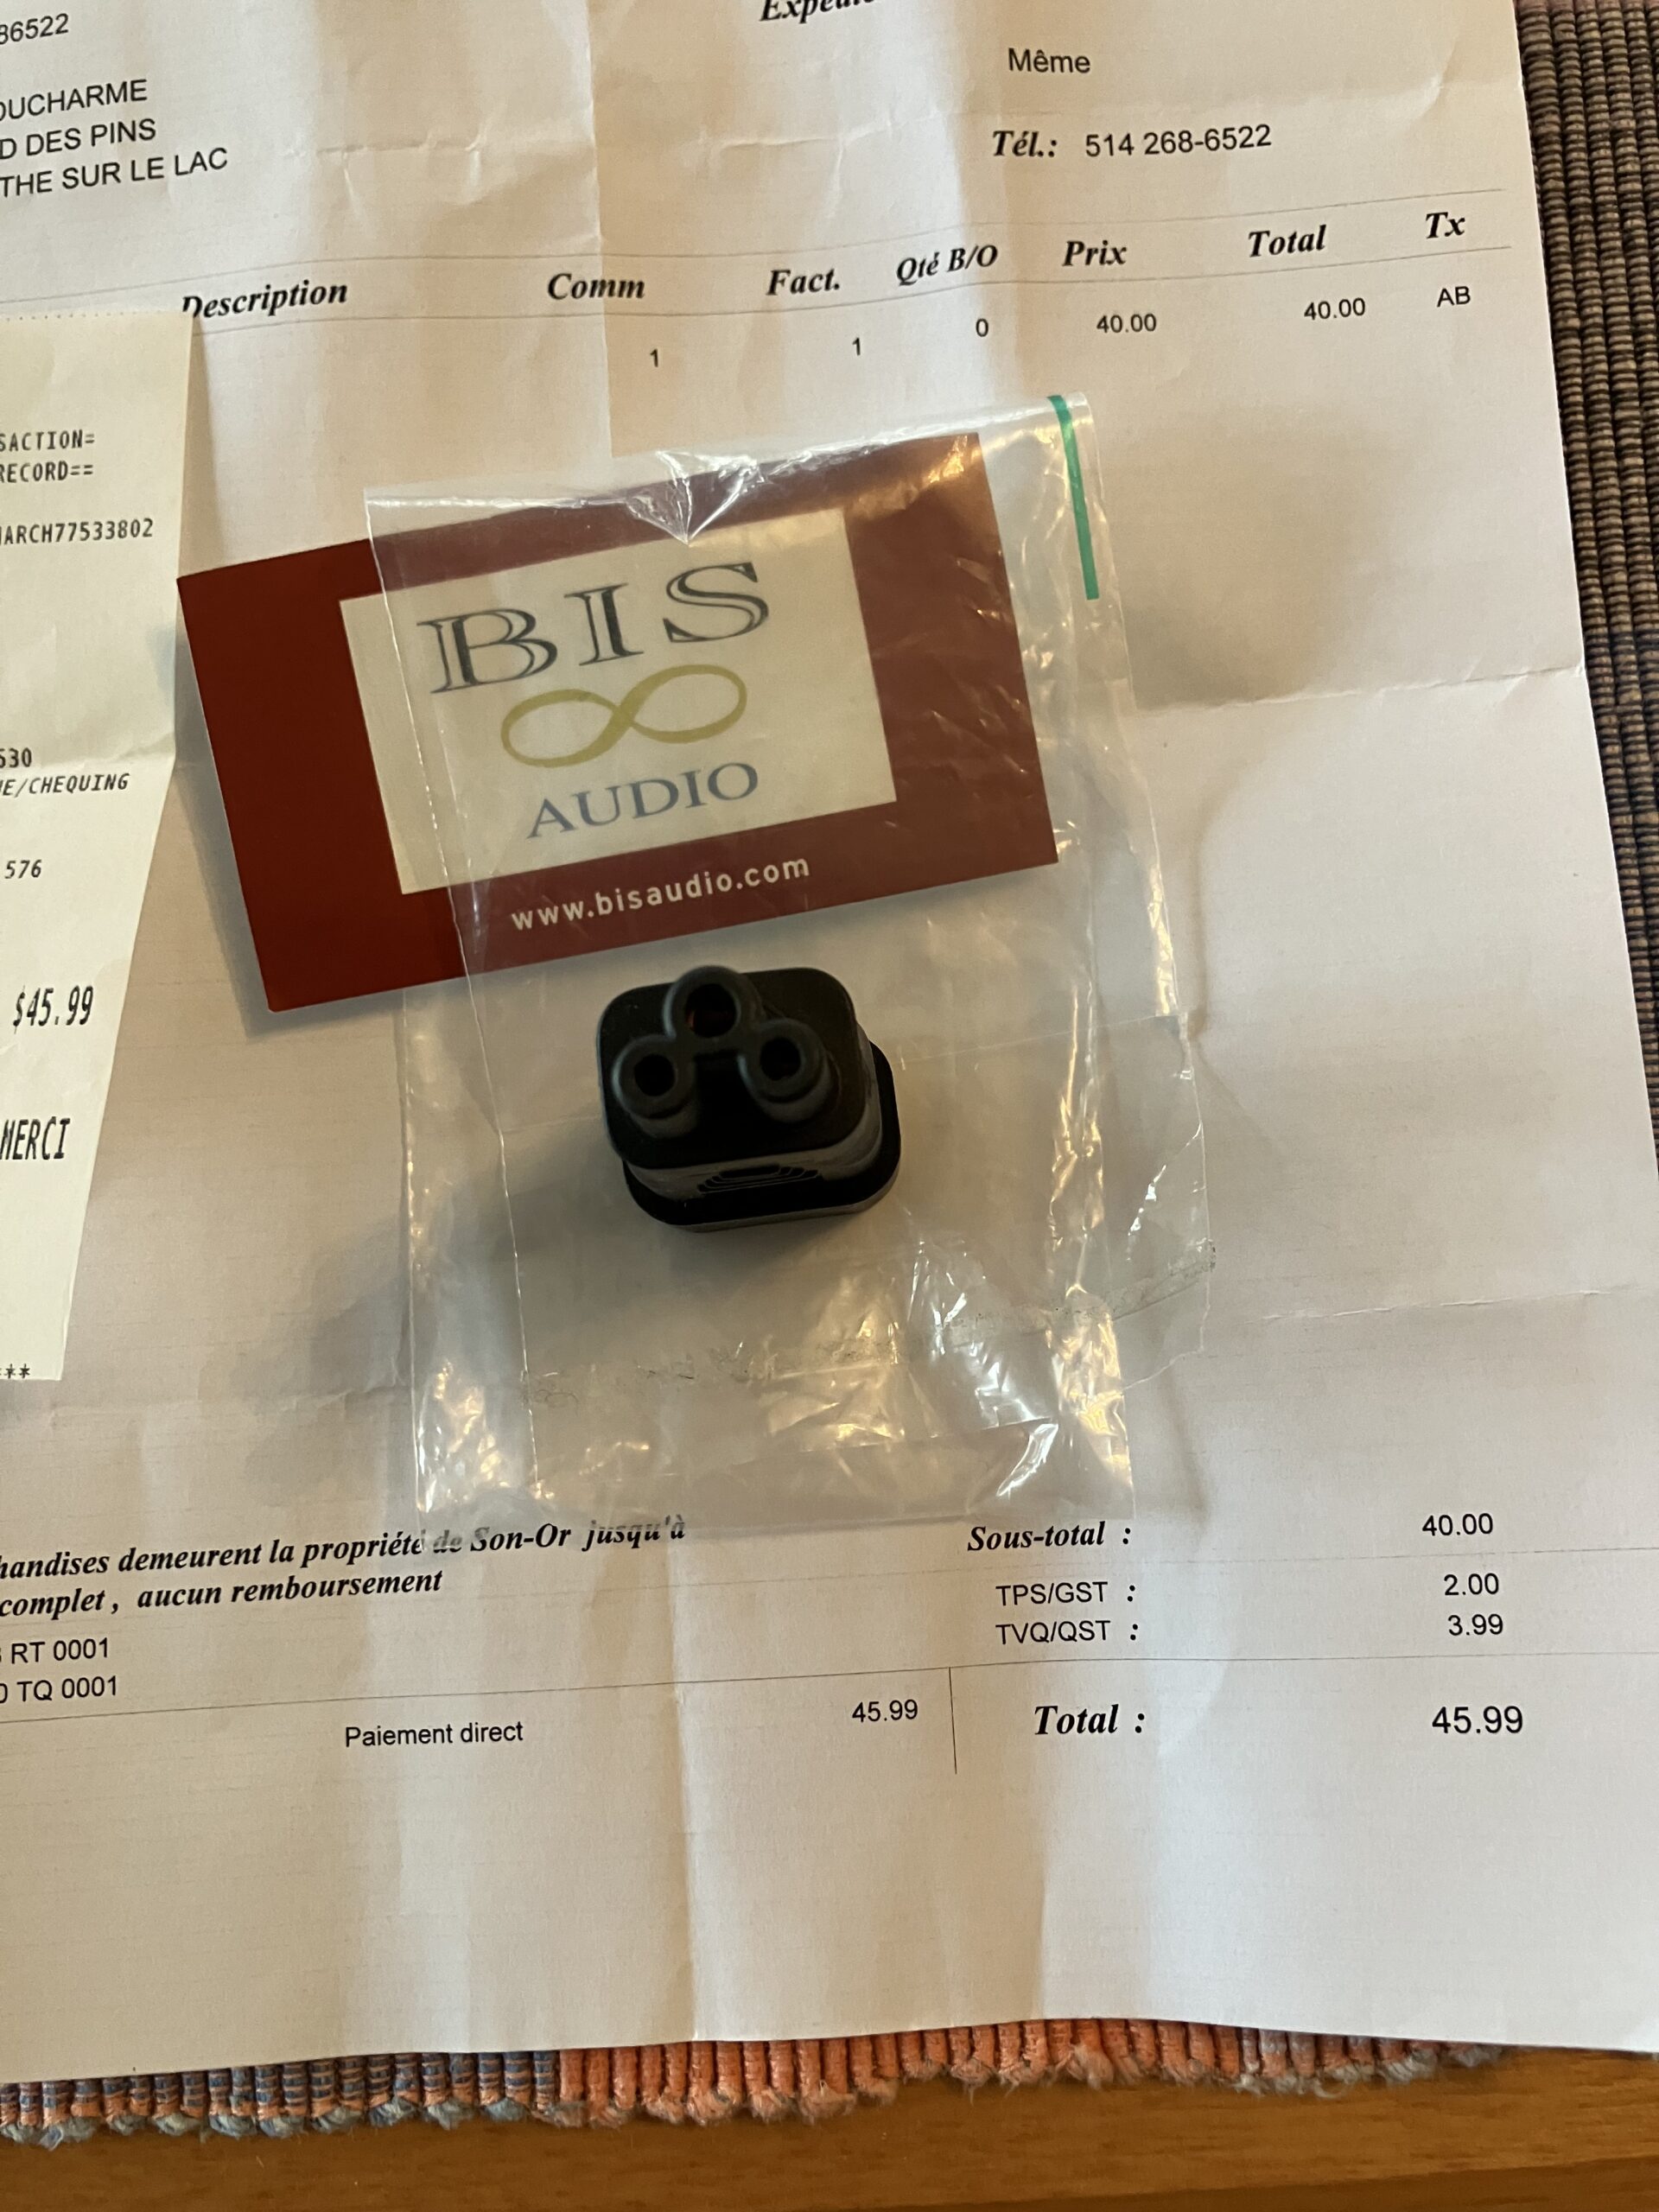 36522
Même
DUCHARME
D DES PINS
THE SUR LE LAC
Tél.: 514 268-6522
Description Comm Fact. Qté B/O Prix Total Tx
1 1 0 40.00 40.00 AB
SACTION=
RECORD==
MARCH77533802
530
E/CHEQUING
576
$45.99
MERCI
**
BIS
AUDIO
www.bisaudio.com
handises demeurent la propriété de Son-Or jusqu'à
complet , aucun remboursement
RT 0001
0 TQ 0001
Sous-total : 40.00
TPS/GST : 2.00
TVQ/QST : 3.99
Paiement direct 45.99
Total : 45.99